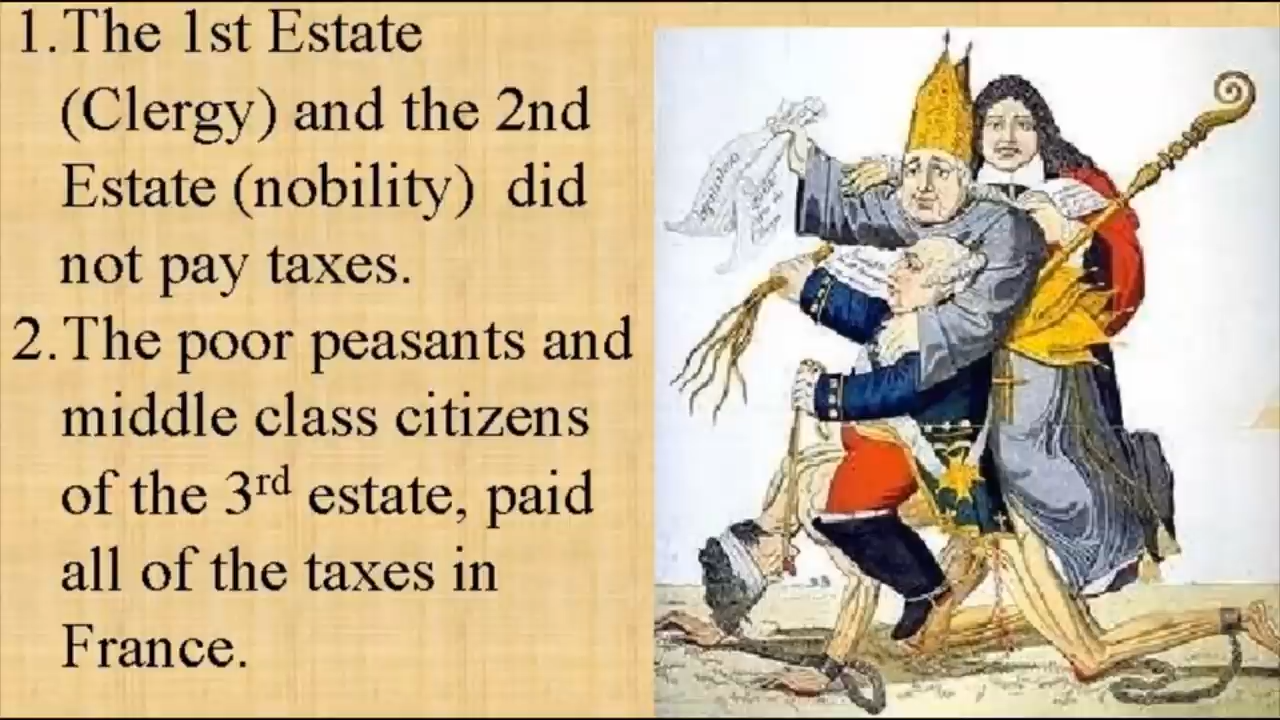 1.The 1st Estate
(Clergy) and the 2nd
Estate (nobility) did
not pay taxes.
2.The poor peasants and
middle class citizens
of the 3rd estate, paid
all of the taxes in
France.